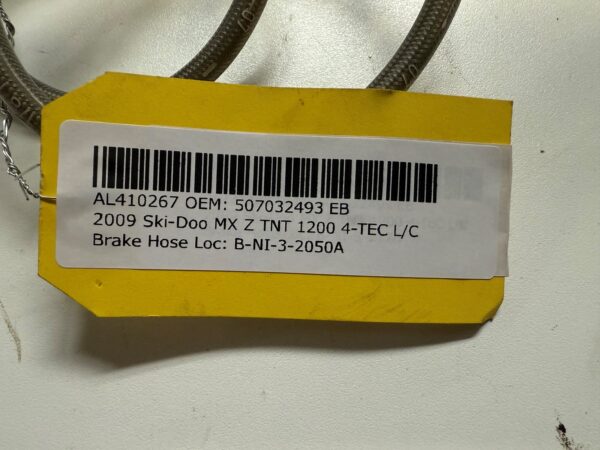 AL410267 OEM: 507032493 EB
2009 Ski-Doo MX Z TNT 1200 4-TEC L/C
Brake Hose Loc: B-NI-3-2050A